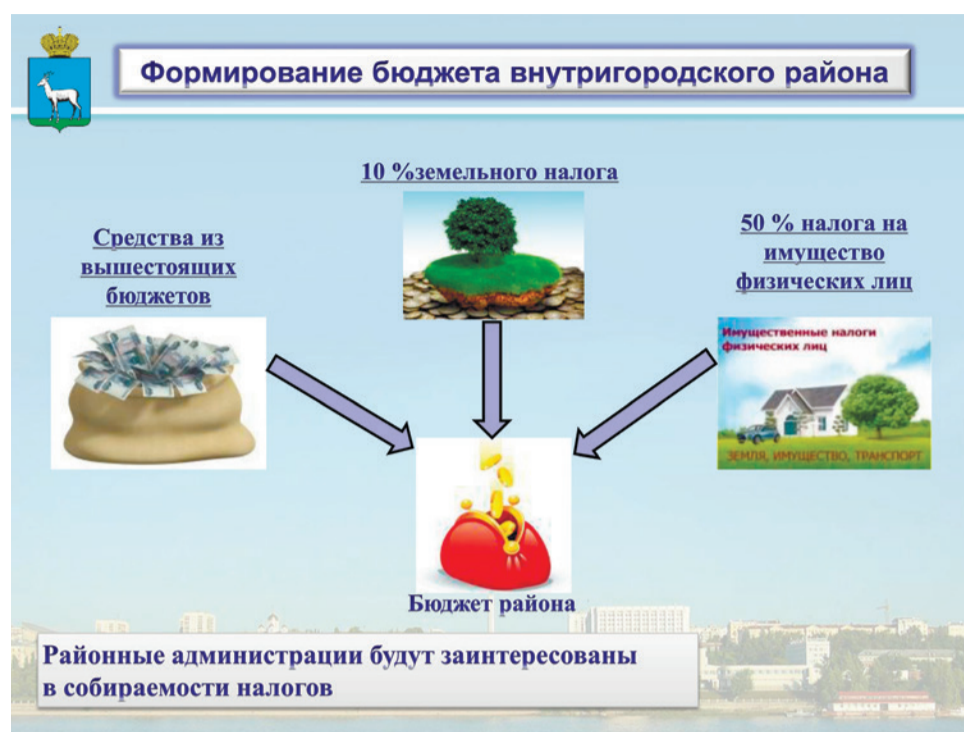 Формирование бюджета внутригородского района
10 %земельного налога
Средства из
вышестоящих
бюджетов
50 % налога на
имущество
физических лиц
Имущественные налоги
физических лиц
ЗЕМЛЯ, ИМУЩЕСТВО, ТРАНСПОРТ
Бюджет района
Районные администрации будут заинтересованы
в собираемости налогов